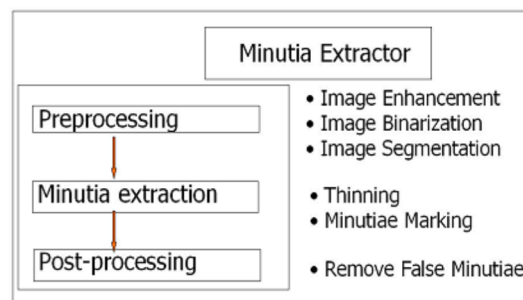 Minutia Extractor
Preprocessing
• Image Enhancement
• Image Binarization
• Image Segmentation
Minutia extraction
• Thinning
• Minutiae Marking
Post-processing
• Remove False Minutiae